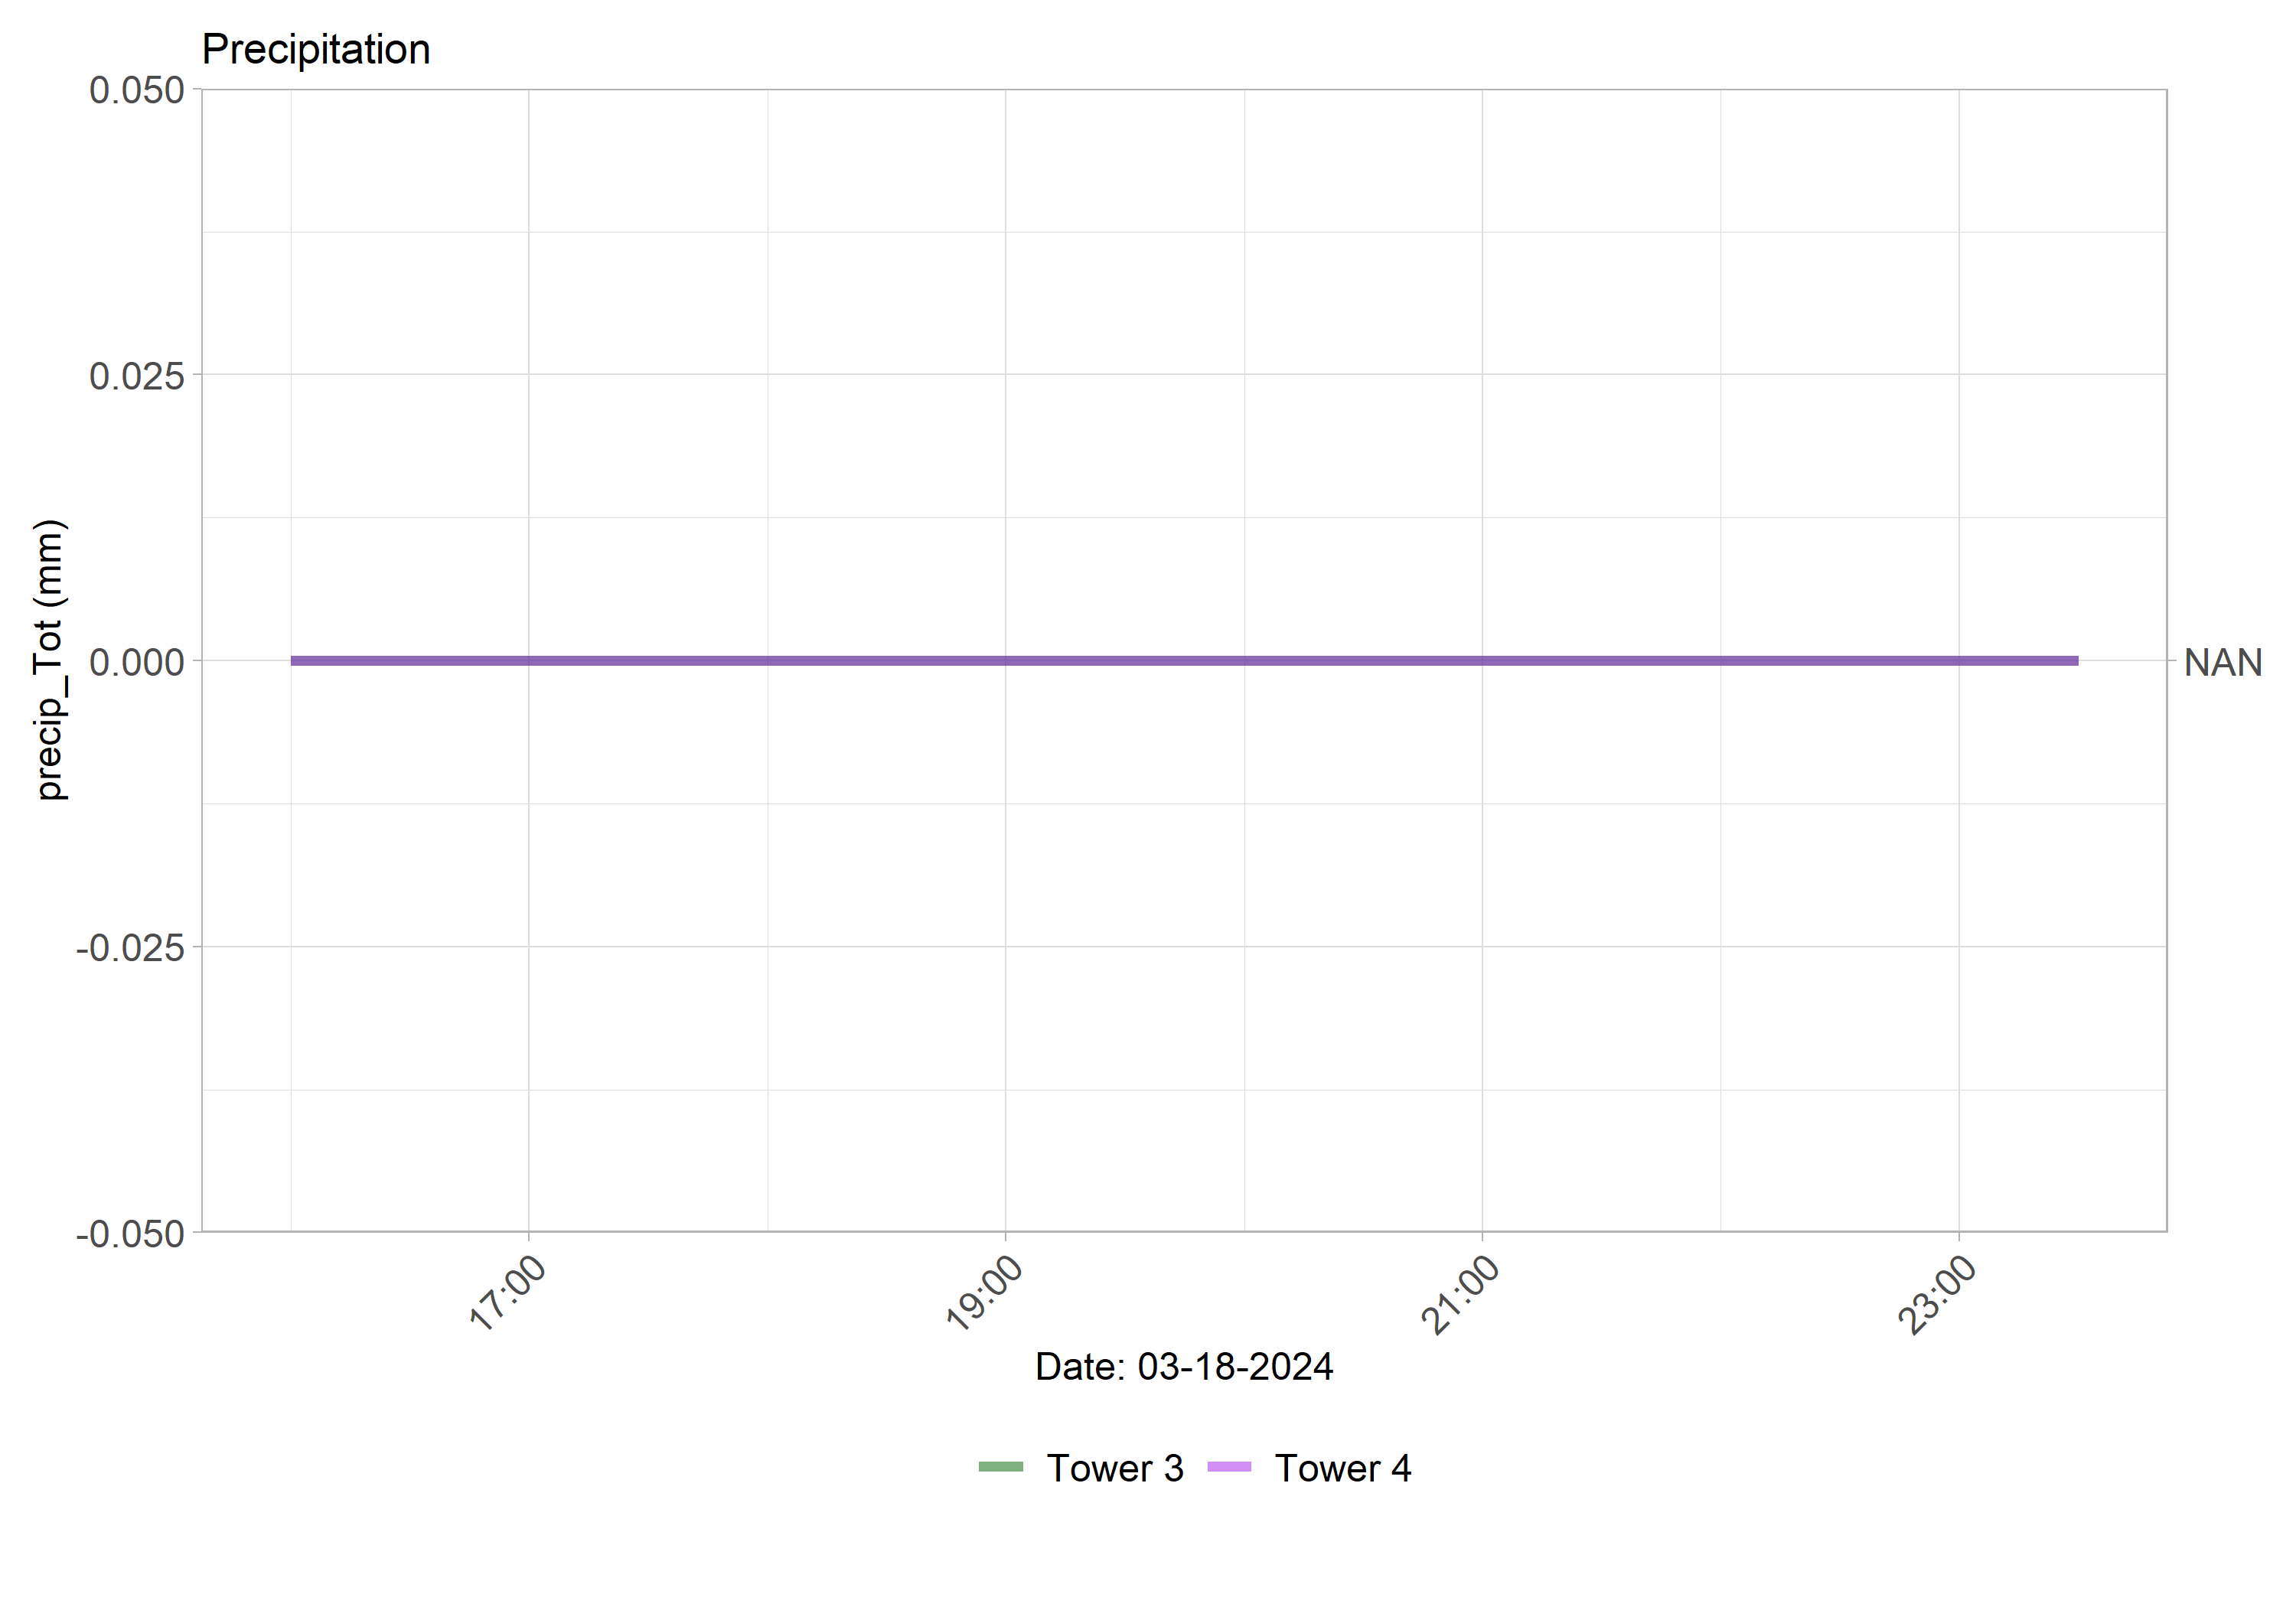 Precipitation
0.050
0.025
0.000
-0.025
-0.050
precip_Tot (mm)
NAN
17:00
19:00
21:00
23:00
Date: 03-18-2024
Tower 3
Tower 4